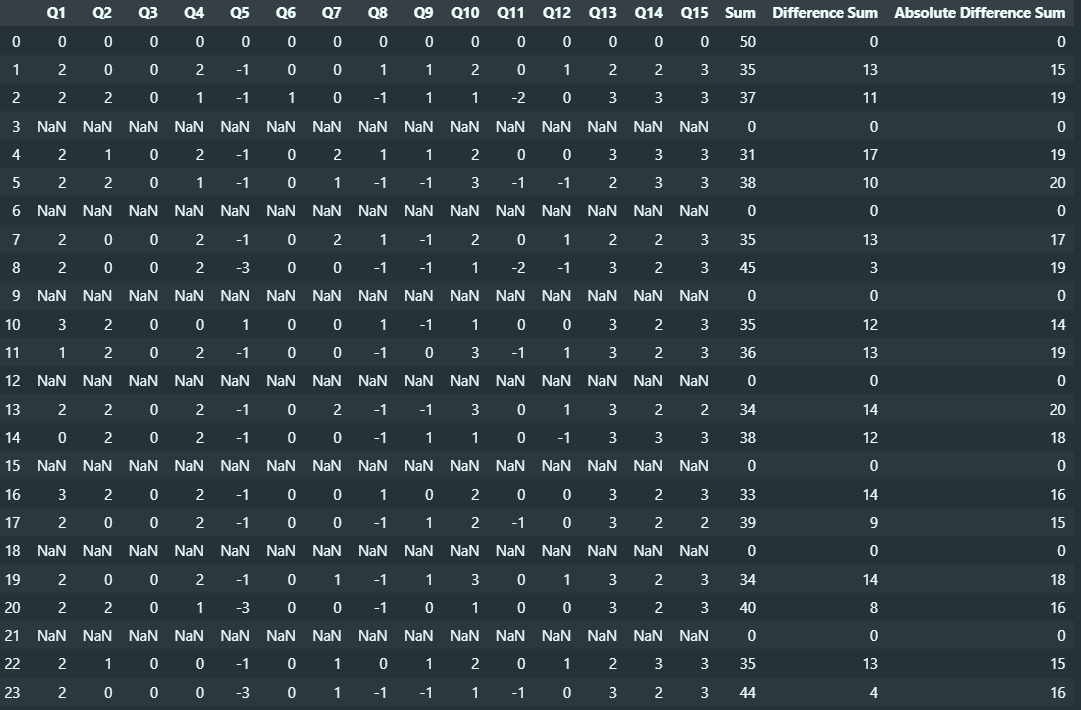 Q1 Q2 Q3 Q4 Q5 Q6 Q7 Q8 Q9 Q10 Q11 Q12 Q13 Q14 Q15 Sum Difference Sum Absolute Difference Sum
0 0 0 0 0 0 0 0 0 0 0 0 0 0 0 0 50 0 0
1 2 0 0 2 -1 0 0 1 1 2 0 1 2 2 3 35 13 15
2 2 2 0 1 -1 1 0 -1 1 1 -2 0 3 3 3 37 11 19
3 NaN NaN NaN NaN NaN NaN NaN NaN NaN NaN NaN NaN NaN NaN NaN 0 0 0
4 2 1 0 2 -1 0 2 1 1 2 0 0 3 3 3 31 17 19
5 2 2 0 1 -1 0 1 -1 -1 3 -1 -1 2 3 3 38 10 20
6 NaN NaN NaN NaN NaN NaN NaN NaN NaN NaN NaN NaN NaN NaN NaN 0 0 0
7 2 0 0 2 -1 0 2 1 -1 2 0 1 2 2 3 35 13 17
8 2 0 0 2 -3 0 0 -1 -1 1 -2 -1 3 2 3 45 3 19
9 NaN NaN NaN NaN NaN NaN NaN NaN NaN NaN NaN NaN NaN NaN NaN 0 0 0
10 3 2 0 0 1 0 0 1 -1 1 0 0 3 2 3 35 12 14
11 1 2 0 2 -1 0 0 -1 0 3 -1 1 3 2 3 36 13 19
12 NaN NaN NaN NaN NaN NaN NaN NaN NaN NaN NaN NaN NaN NaN NaN 0 0 0
13 2 2 0 2 -1 0 2 -1 -1 3 0 1 3 2 2 34 14 20
14 0 2 0 2 -1 0 0 -1 1 1 0 -1 3 3 3 38 12 18
15 NaN NaN NaN NaN NaN NaN NaN NaN NaN NaN NaN NaN NaN NaN NaN 0 0 0
16 3 2 0 2 -1 0 0 1 0 2 0 0 3 2 3 33 14 16
17 2 0 0 2 -1 0 0 -1 1 2 -1 0 3 2 2 39 9 15
18 NaN NaN NaN NaN NaN NaN NaN NaN NaN NaN NaN NaN NaN NaN NaN 0 0 0
19 2 0 0 2 -1 0 1 -1 1 3 0 1 3 2 3 34 14 18
20 2 2 0 1 -3 0 0 -1 0 1 0 0 3 2 3 40 8 16
21 NaN NaN NaN NaN NaN NaN NaN NaN NaN NaN NaN NaN NaN NaN NaN 0 0 0
22 2 1 0 0 -1 0 1 0 1 2 0 1 2 3 3 35 13 15
23 2 0 0 0 -3 0 1 -1 -1 1 -1 0 3 2 3 44 4 16